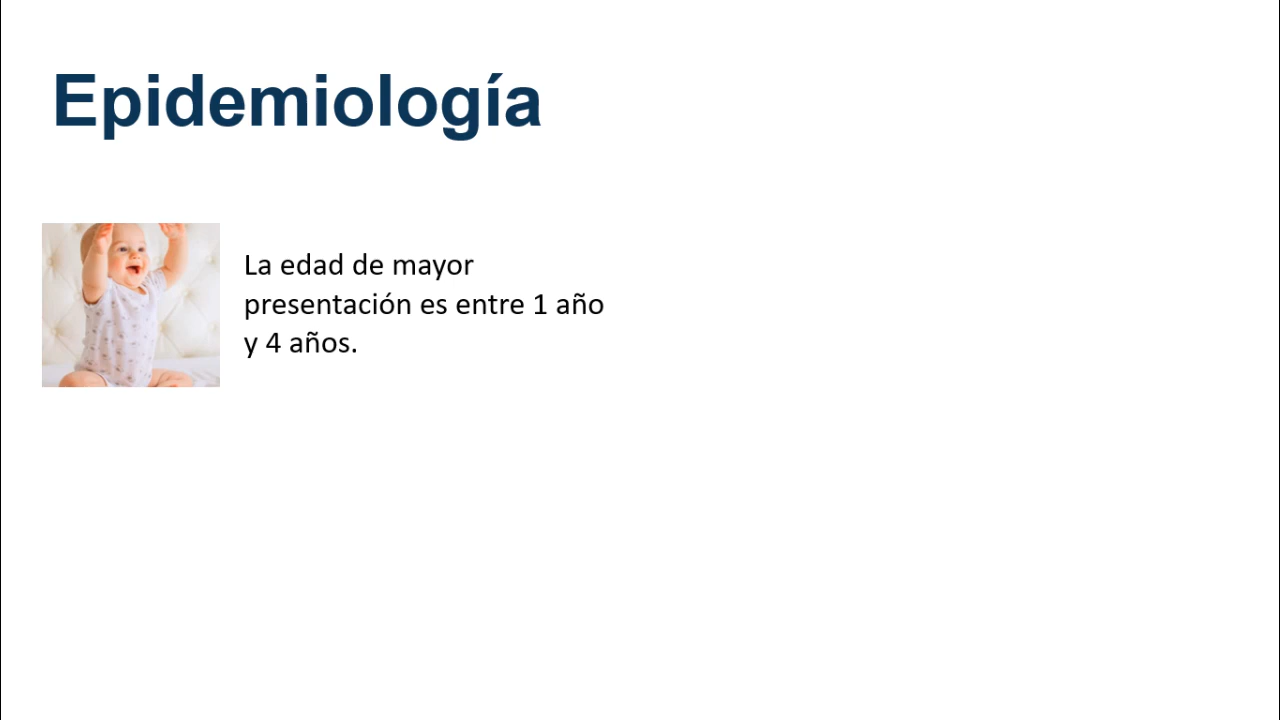 Epidemiología
La edad de mayor
presentación es entre 1 año
y 4 años.